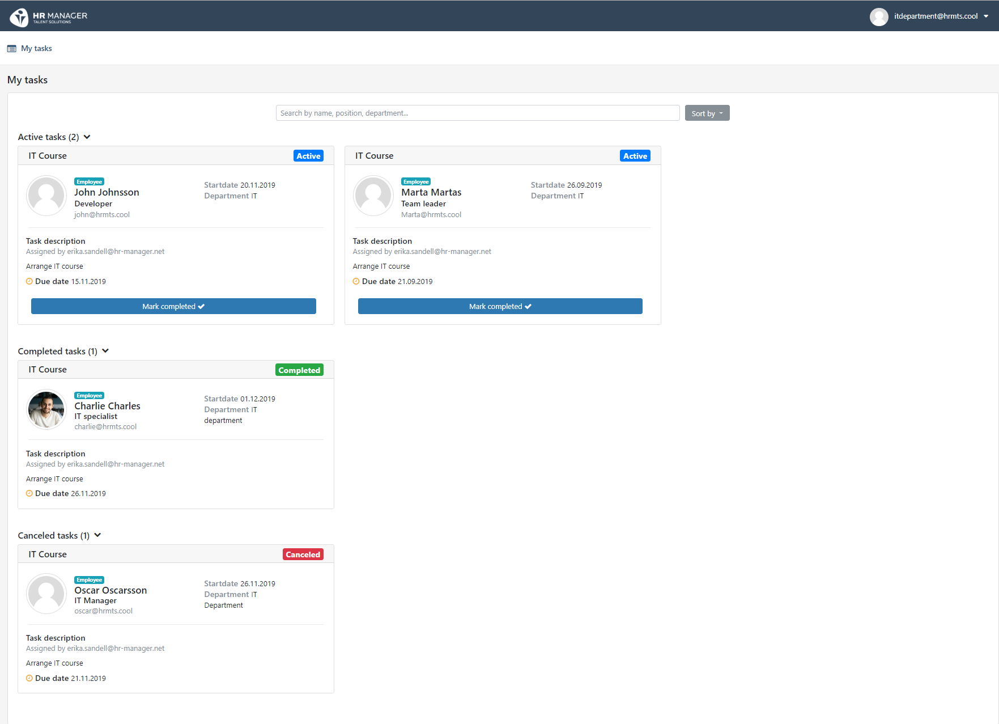 HR MANAGER
TALENT SOLUTIONS
itdepartment@hrmts.cool
My tasks
My tasks
Search by name, position, department...
Sort by
Active tasks (2)
IT Course
Active
Employee
John Johnsson
Developer
john@hrmts.cool
Startdate 20.11.2019
Department IT
Task description
Assigned by erika.sandell@hr-manager.net
Arrange IT course
Due date 15.11.2019
Mark completed
IT Course
Active
Employee
Marta Martas
Team leader
Marta@hrmts.cool
Startdate 26.09.2019
Department IT
Task description
Assigned by erika.sandell@hr-manager.net
Arrange IT course
Due date 21.09.2019
Mark completed
Completed tasks (1)
IT Course
Completed
Employee
Charlie Charles
IT specialist
charlie@hrmts.cool
Startdate 01.12.2019
Department IT
department
Task description
Assigned by erika.sandell@hr-manager.net
Arrange IT course
Due date 26.11.2019
Canceled tasks (1)
IT Course
Canceled
Employee
Oscar Oscarsson
IT Manager
oscar@hrmts.cool
Startdate 26.11.2019
Department IT
Department
Task description
Assigned by erika.sandell@hr-manager.net
Arrange IT course
Due date 21.11.2019